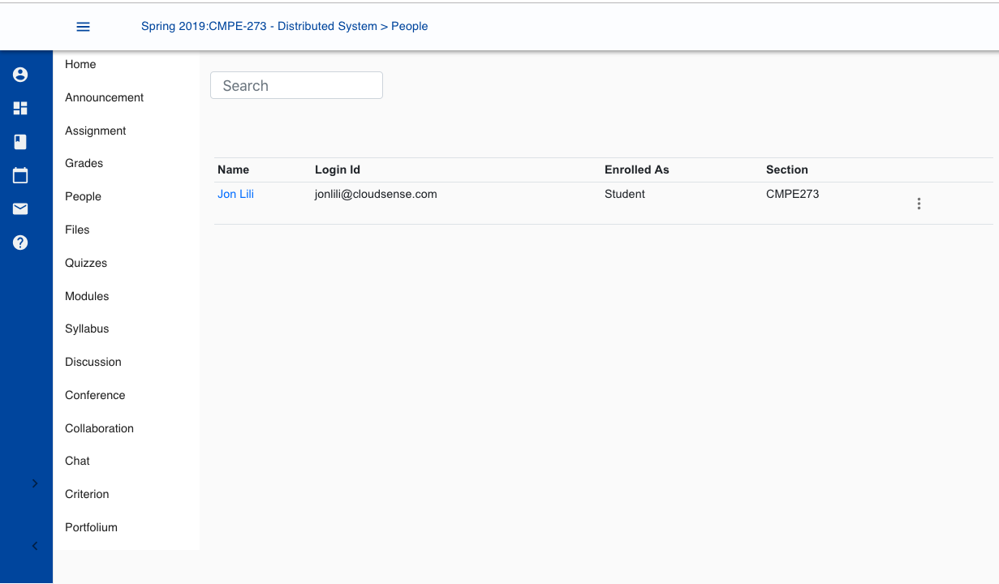 Spring 2019:CMPE-273 - Distributed System > People
Home
Announcement
Assignment
Grades
People
Files
Quizzes
Modules
Syllabus
Discussion
Conference
Collaboration
Chat
Criterion
Portfolium
Search
Name Login Id Enrolled As Section
Jon Lili jonlili@cloudsense.com Student CMPE273